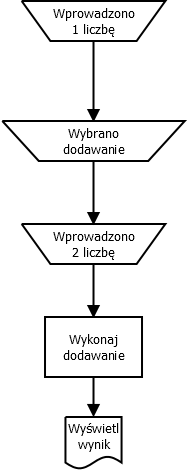 Wprowadzono
1 liczbę
Wybrano
dodawanie
Wprowadzono
2 liczbę
Wykonaj
dodawanie
Wyświetl
wynik